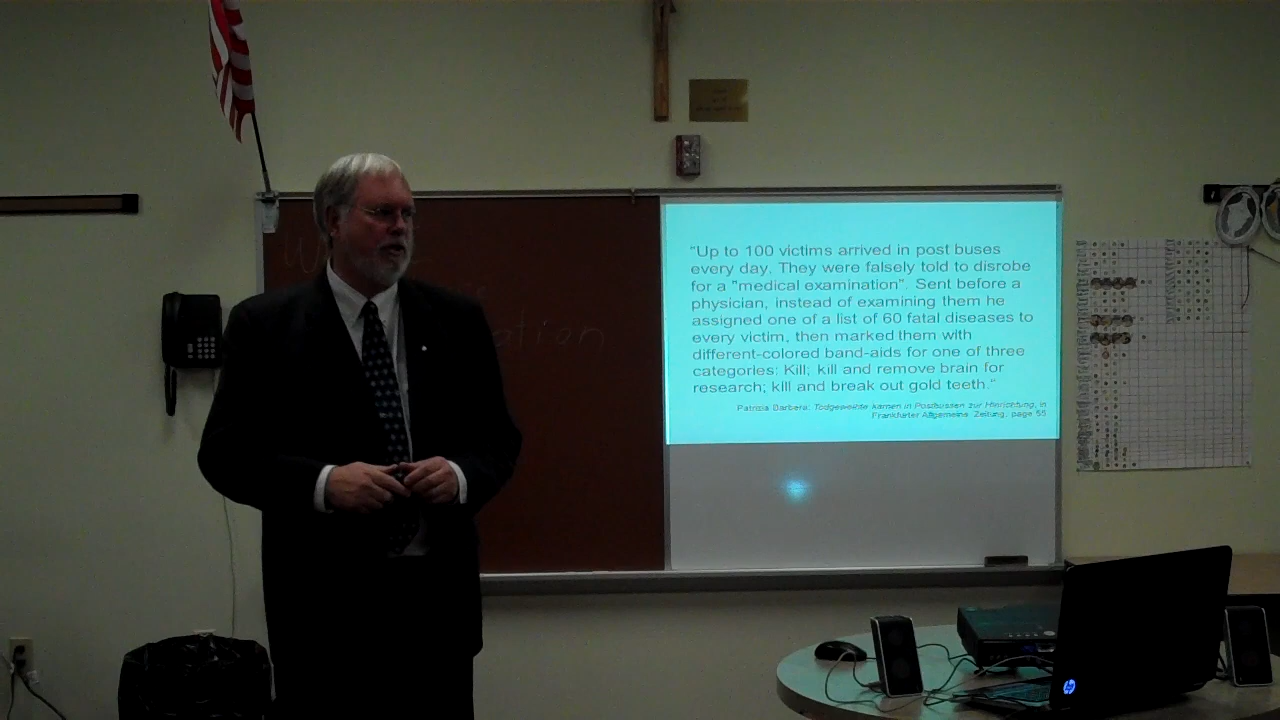 "Up to 100 victims arrived in post buses
every day. They were falsely told to disrobe
for a "medical examination". Sent before a
physician, instead of examining them he
assigned one of a list of 60 fatal diseases to
every victim, then marked them with
different-colored band-aids for one of three
categories: Kill; kill and remove brain for
research; kill and break out gold teeth."
Patrizia Barbera: Todgeweihte kamen in Postbussen zur Hinrichtung, in
Frankfurter Allgemeine Zeitung, page 55
hp